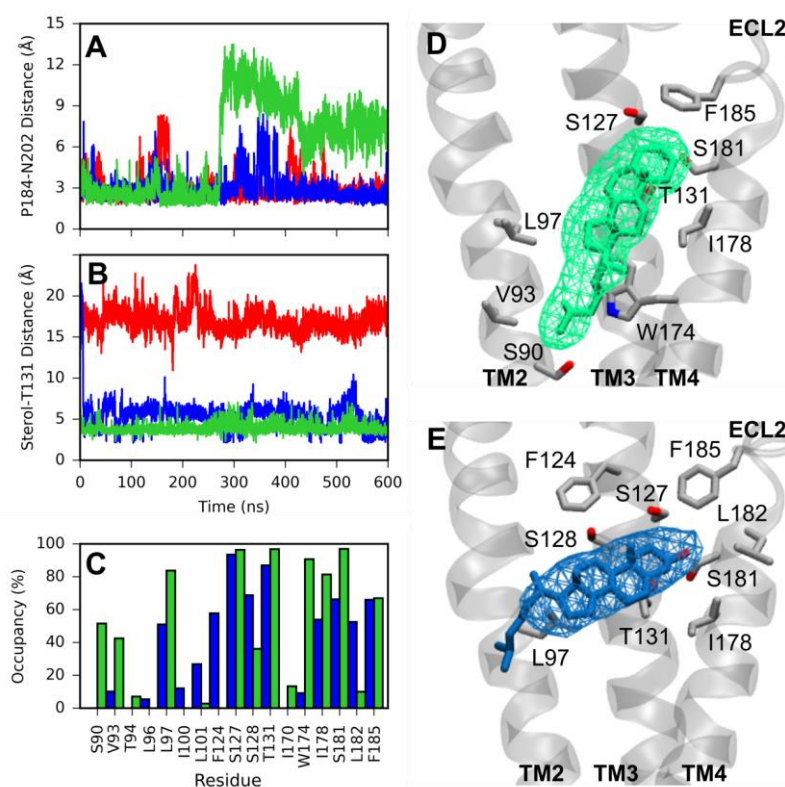 A
P184-N202 Distance (Å)
15
12
9
6
3
0
B
Sterol-T131 Distance (Å)
25
20
15
10
5
0
0 100 200 300 400 500 600
Time (ns)
C
Occupancy (%)
100
80
60
40
20
0
S90
V93
T94
L96
L97
I100
L101
F124
S127
S128
T131
I170
W174
I178
S181
L182
F185
Residue
D
ECL2
F185
S127
S181
T131
L97
I178
V93
W174
S90
TM2 TM3 TM4
E
ECL2
F185
F124
S127
L182
S128
S181
T131
I178
L97
TM2 TM3 TM4